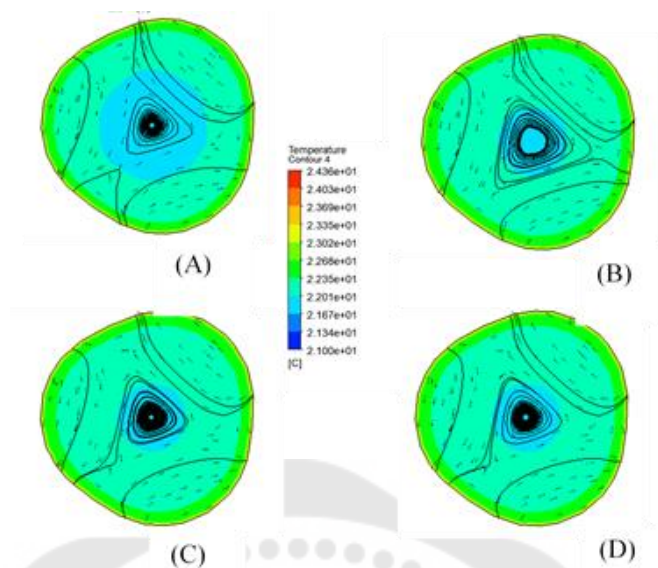 (A)
(B)
Temperature
Contour 4
2.436e+01
2.403e+01
2.369e+01
2.335e+01
2.302e+01
2.268e+01
2.235e+01
2.201e+01
2.167e+01
2.134e+01
2.100e+01
[C]
(C)
(D)